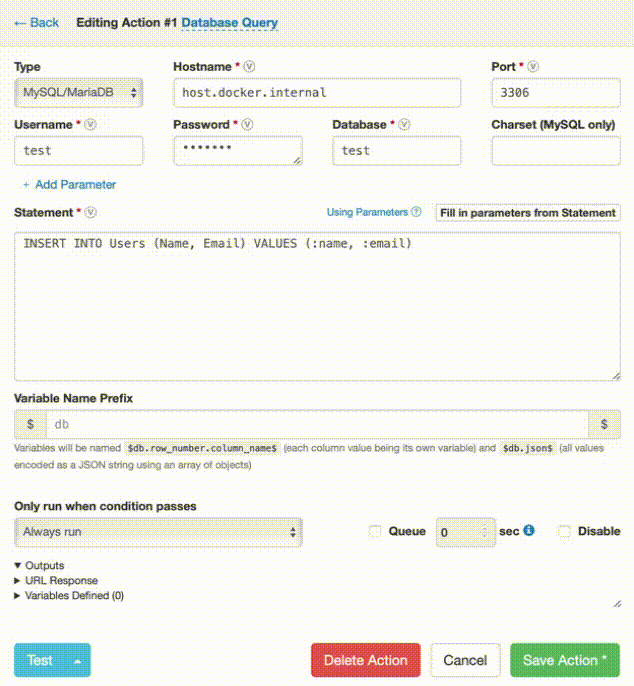 ← Back Editing Action #1 Database Query
Type Hostname * V Port * V
MySQL/MariaDB host.docker.internal 3306
Username * V Password * V Database * V Charset (MySQL only)
test ••••••• test
+ Add Parameter
Statement * V Using Parameters ? Fill in parameters from Statement
INSERT INTO Users (Name, Email) VALUES (:name, :email)
Variable Name Prefix
$ db $
Variables will be named $db.row_number.column_name$ (each column value being its own variable) and $db.json$ (all values
encoded as a JSON string using an array of objects)
Only run when condition passes
Always run Queue 0 sec i Disable
▼ Outputs
▶ URL Response
▶ Variables Defined (0)
Test Delete Action Cancel Save Action *